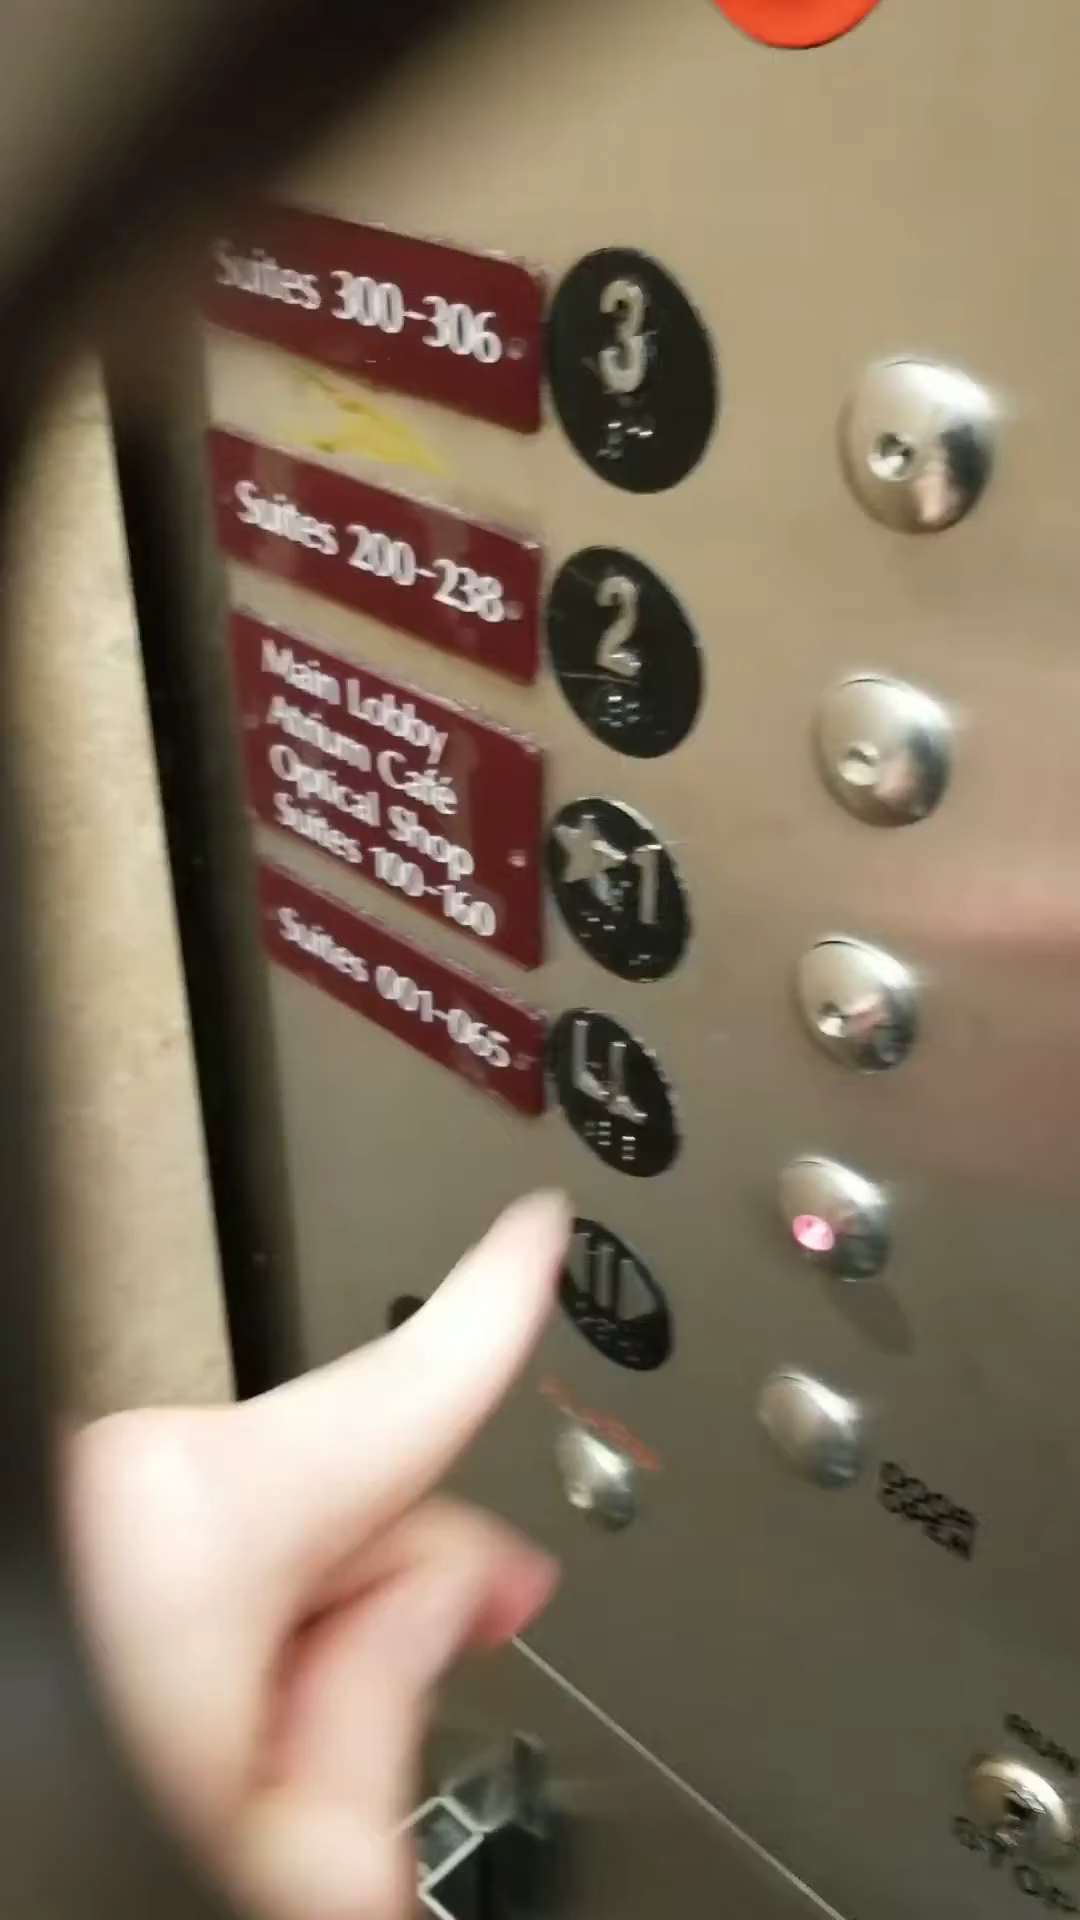 Suites 300-306
3
Suites 200-238
2
Main Lobby
Atrium Café
Optical Shop
Suites 100-160
★1
Suites 001-065
LL
DOOR
OPEN
RUN